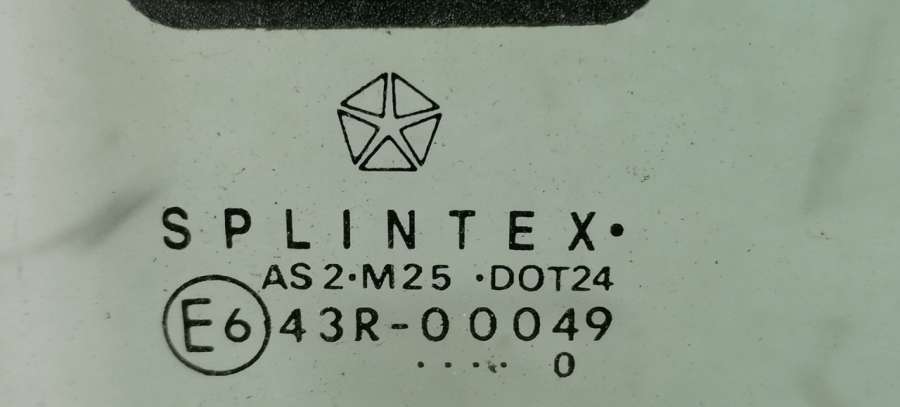 SPLINTEX•
AS2•M25 •DOT24
E6 43R-00049
.... 0